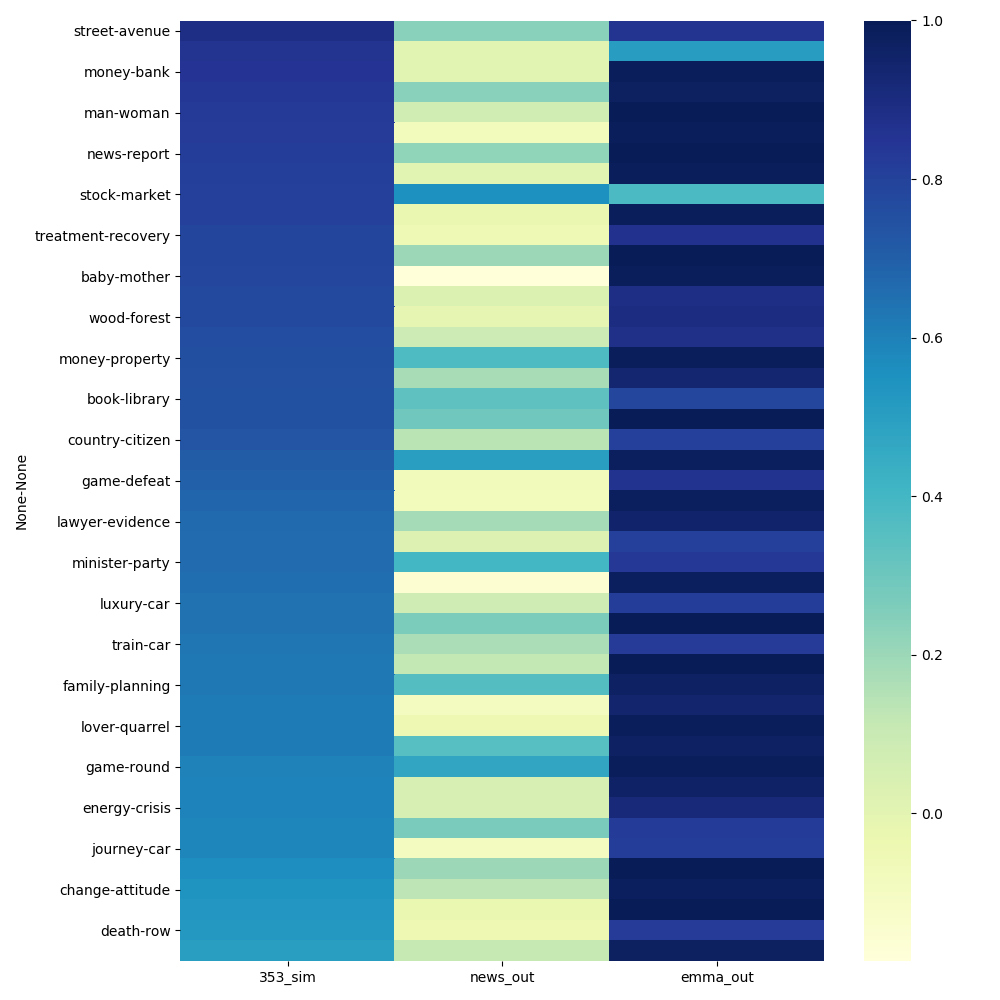 None-None
street-avenue
money-bank
man-woman
news-report
stock-market
treatment-recovery
baby-mother
wood-forest
money-property
book-library
country-citizen
game-defeat
lawyer-evidence
minister-party
luxury-car
train-car
family-planning
lover-quarrel
game-round
energy-crisis
journey-car
change-attitude
death-row
353_sim
news_out
emma_out
1.0
0.8
0.6
0.4
0.2
0.0